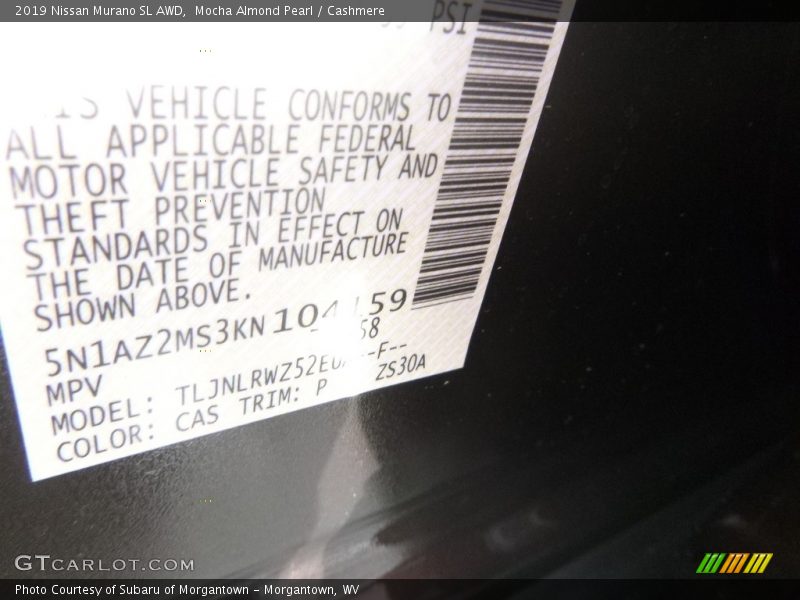 2019 Nissan Murano SL AWD, Mocha Almond Pearl / Cashmere
PSI
VEHICLE CONFORMS TO
ALL APPLICABLE FEDERAL
MOTOR VEHICLE SAFETY AND
THEFT PREVENTION
STANDARDS IN EFFECT ON
THE DATE OF MANUFACTURE
SHOWN ABOVE.
5N1AZ2MS3KN
MPV
MODEL: ZS30A
COLOR: CAS TRIM: P
GTCARLOT.COM
Photo Courtesy of Subaru of Morgantown - Morgantown, WV